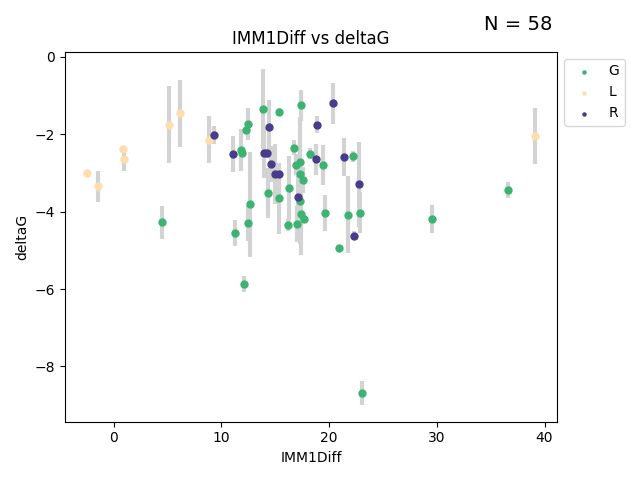 N = 58
IMM1Diff vs deltaG
G
L
R
0
−2
−4
−6
−8
deltaG
0 10 20 30 40
IMM1Diff